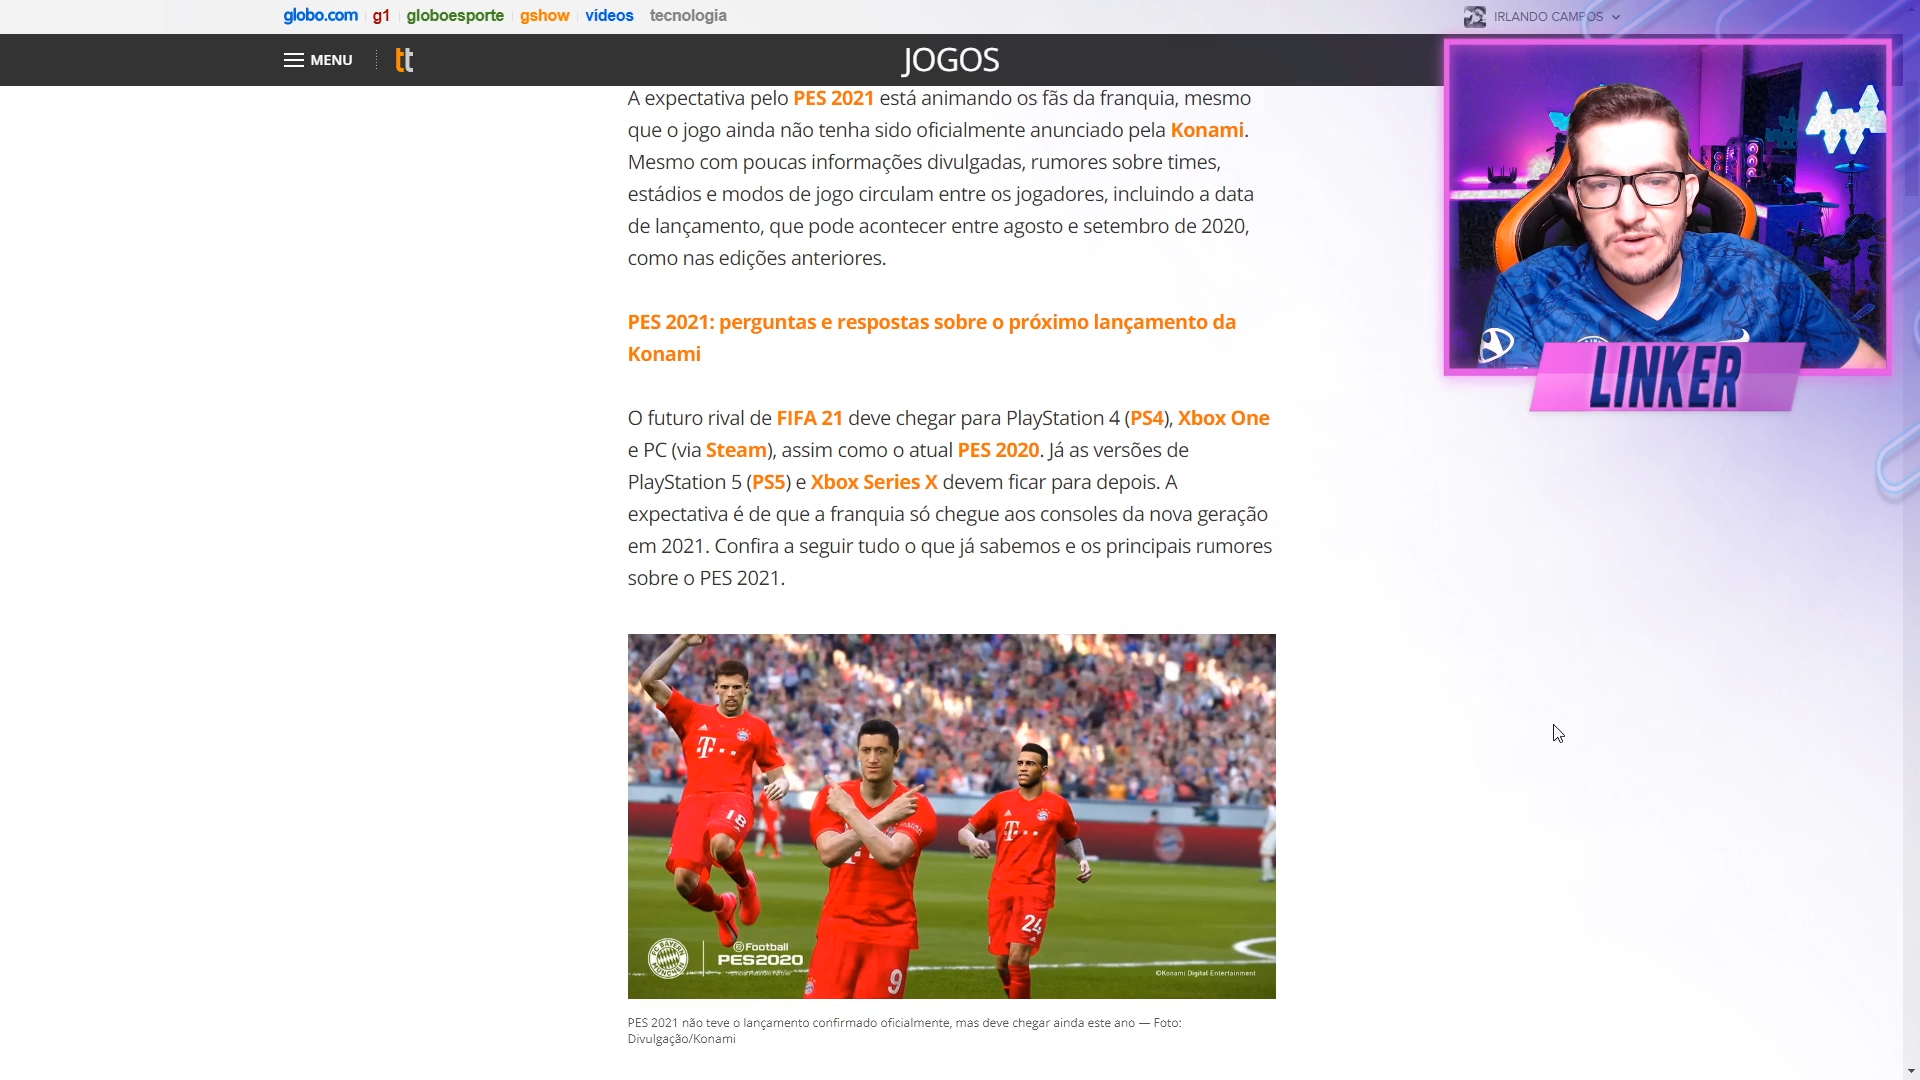 globo.com g1 globoesporte gshow vídeos tecnologia
IRLANDO CAMPOS
MENU
tt
JOGOS
A expectativa pelo PES 2021 está animando os fãs da franquia, mesmo
que o jogo ainda não tenha sido oficialmente anunciado pela Konami.
Mesmo com poucas informações divulgadas, rumores sobre times,
estádios e modos de jogo circulam entre os jogadores, incluindo a data
de lançamento, que pode acontecer entre agosto e setembro de 2020,
como nas edições anteriores.
PES 2021: perguntas e respostas sobre o próximo lançamento da
Konami
O futuro rival de FIFA 21 deve chegar para PlayStation 4 (PS4), Xbox One
e PC (via Steam), assim como o atual PES 2020. Já as versões de
PlayStation 5 (PS5) e Xbox Series X devem ficar para depois. A
expectativa é de que a franquia só chegue aos consoles da nova geração
em 2021. Confira a seguir tudo o que já sabemos e os principais rumores
sobre o PES 2021.
LINKER
T
18
T
24
9
FC BAYERN
MÜNCHEN
eFootball
PES2020
©Konami Digital Entertainment
PES 2021 não teve o lançamento confirmado oficialmente, mas deve chegar ainda este ano — Foto:
Divulgação/Konami